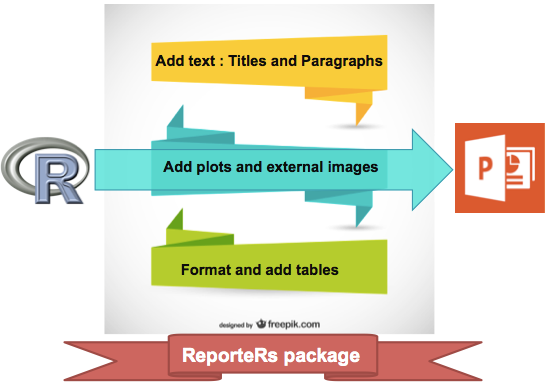 Add text : Titles and Paragraphs
R
Add plots and external images
P
Format and add tables
designed by freepik.com
ReporteRs package